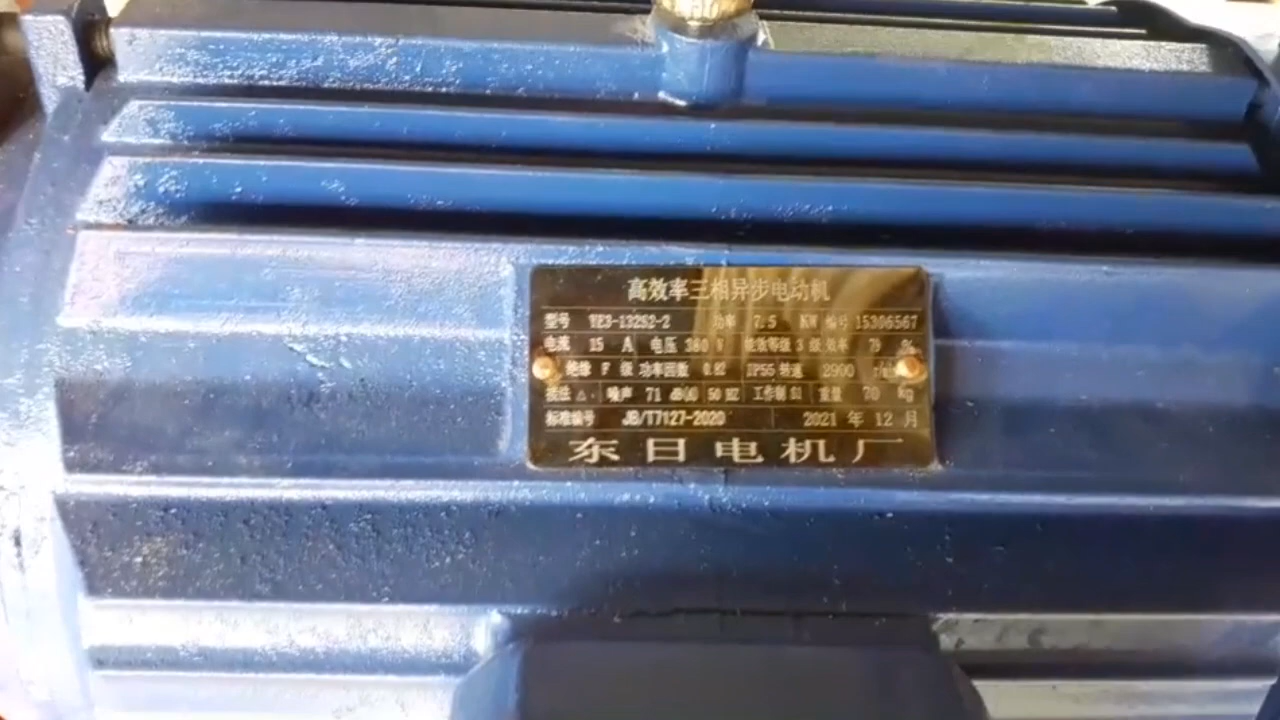 高效率三相异步电动机
型号 YE3-132S2-2 功率 7.5 KW 编号 15306567
电流 15 A 电压 380 V 能效等级 3 级 效率 %
绝缘 F 级 功率因数 IP55 转速 2900 r/min
接法 △ 噪声 71 50 HZ 工作制 S1 重量 70 Kg
标准编号 JB/T7127-2020 2021 年 12 月
东日电机厂